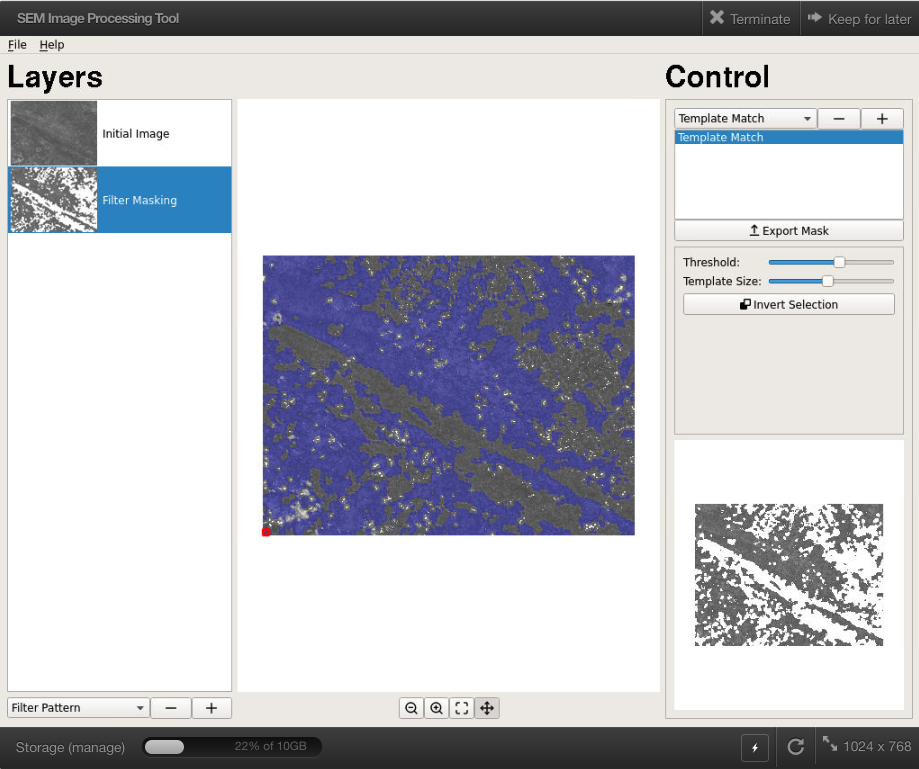 SEM Image Processing Tool
Terminate
Keep for later
File Help
Layers
Control
Initial Image
Filter Masking
Template Match
Template Match
Export Mask
Threshold:
Template Size:
Invert Selection
Filter Pattern
Storage (manage)
22% of 10GB
1024 x 768